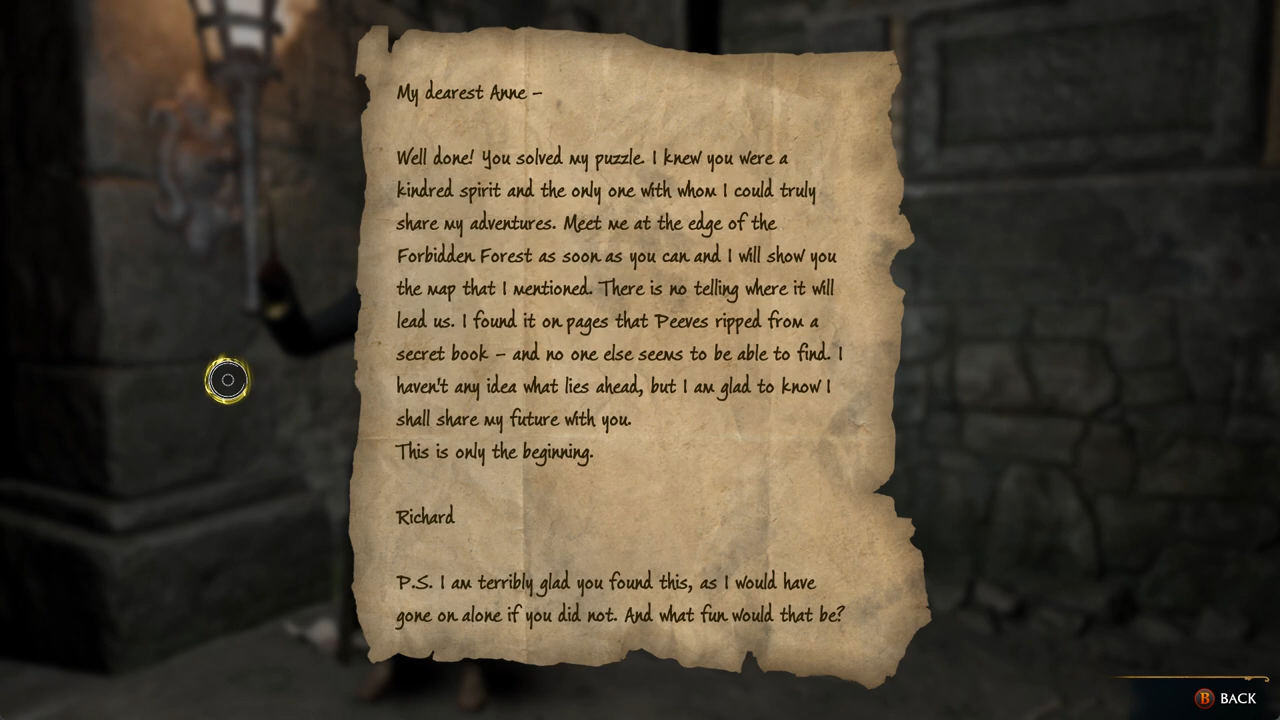 My dearest Anne –
Well done! You solved my puzzle. I knew you were a
kindred spirit and the only one with whom I could truly
share my adventures. Meet me at the edge of the
Forbidden Forest as soon as you can and I will show you
the map that I mentioned. There is no telling where it will
lead us. I found it on pages that Peeves ripped from a
secret book – and no one else seems to be able to find. I
haven't any idea what lies ahead, but I am glad to know I
shall share my future with you.
This is only the beginning.
Richard
P.S. I am terribly glad you found this, as I would have
gone on alone if you did not. And what fun would that be?
B BACK